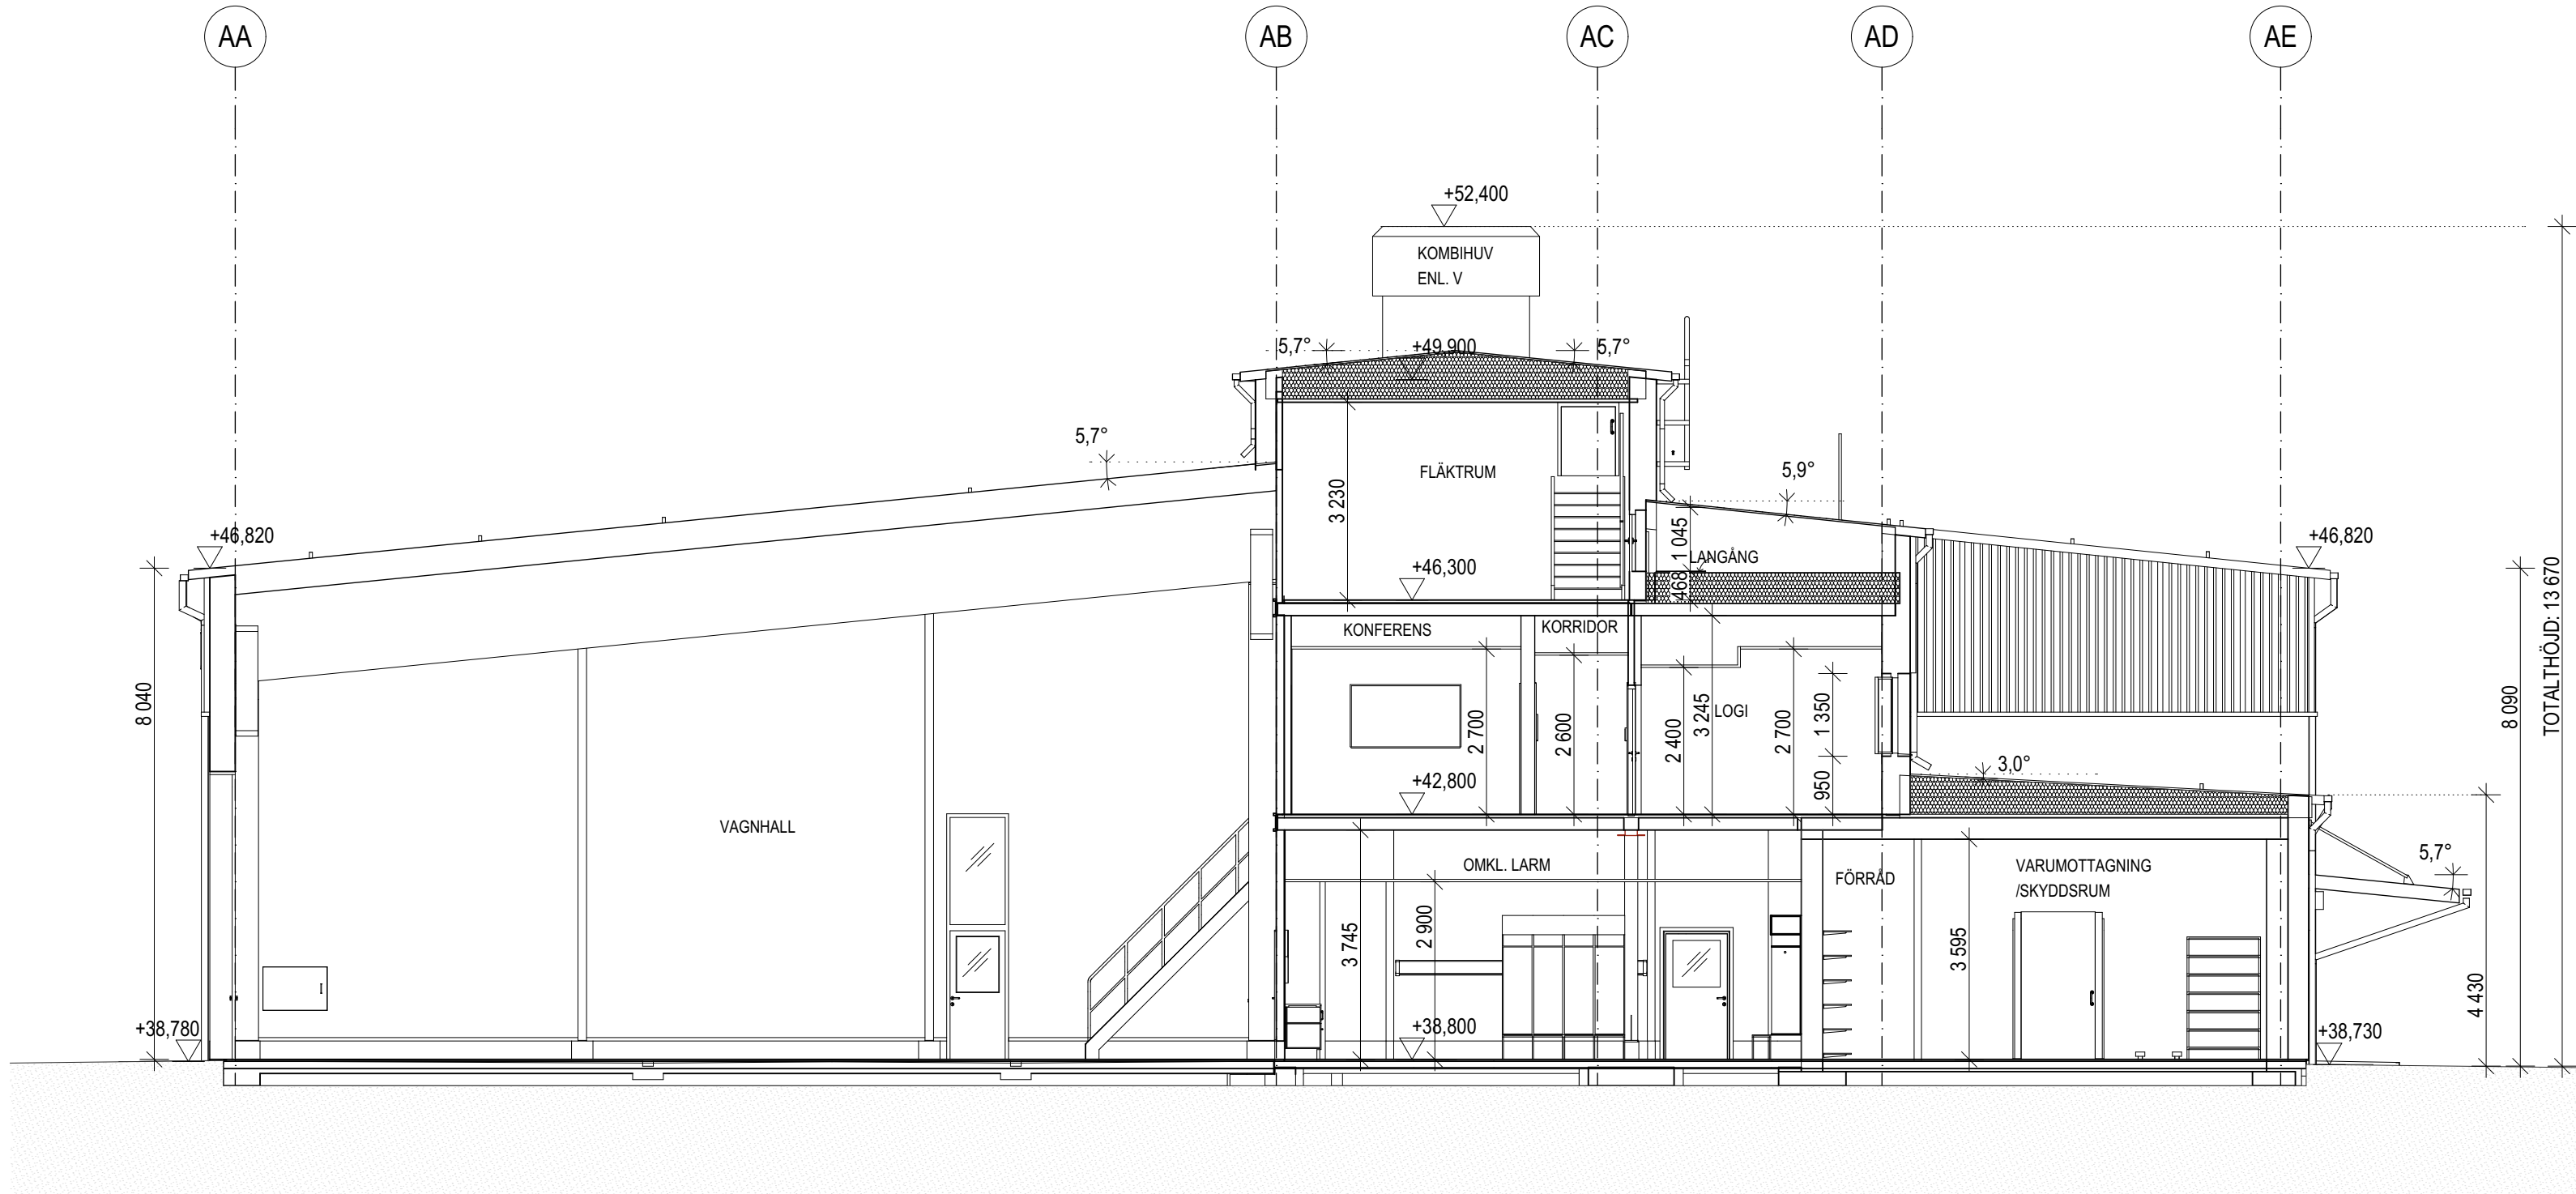 AA
AB
AC
AD
AE
+52,400
KOMBIHUV
ENL. V
5,7°
+49,900
5,7°
5,7°
FLÄKTRUM
3 230
5,9°
+46,820
+46,820
1 045
LANGÅNG
468
+46,300
KONFERENS
KORRIDOR
8 040
2 700
2 600
2 400
3 245
LOGI
2 700
1 350
950
8 090
TOTALTHÖJD: 13 670
+42,800
3,0°
VAGNHALL
OMKL. LARM
FÖRRÅD
VARUMOTTAGNING
/SKYDDSRUM
5,7°
3 745
2 900
3 595
4 430
+38,780
+38,800
+38,730